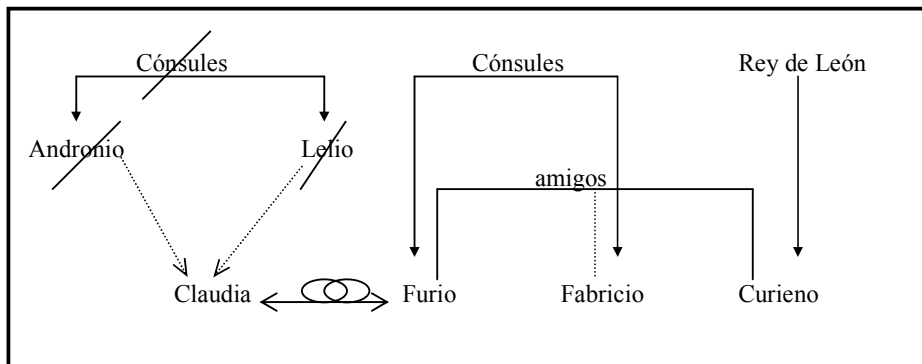 Cónsules Cónsules Rey de León
Andronio Lelio
amigos
Claudia Furio Fabricio Curieno